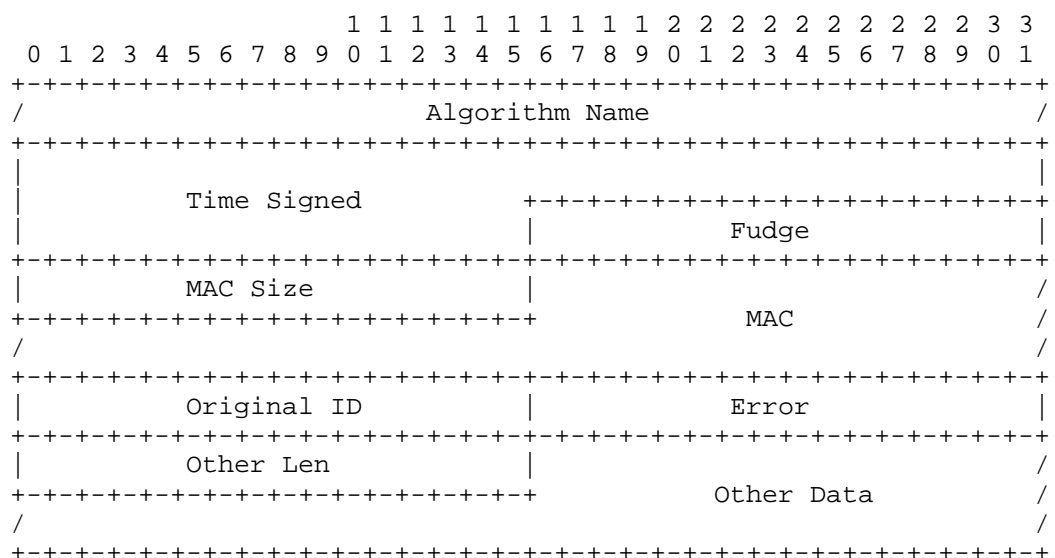 1 1 1 1 1 1 1 1 1 1 2 2 2 2 2 2 2 2 2 2 3 3
 0 1 2 3 4 5 6 7 8 9 0 1 2 3 4 5 6 7 8 9 0 1 2 3 4 5 6 7 8 9 0 1
+-+-+-+-+-+-+-+-+-+-+-+-+-+-+-+-+-+-+-+-+-+-+-+-+-+-+-+-+-+-+-+-+
/                          Algorithm Name                         /
+-+-+-+-+-+-+-+-+-+-+-+-+-+-+-+-+-+-+-+-+-+-+-+-+-+-+-+-+-+-+-+-+
|                                                               |
|          Time Signed          +-+-+-+-+-+-+-+-+-+-+-+-+-+-+-+-+
|                               |            Fudge              |
+-+-+-+-+-+-+-+-+-+-+-+-+-+-+-+-+-+-+-+-+-+-+-+-+-+-+-+-+-+-+-+-+
|          MAC Size             |                               /
+-+-+-+-+-+-+-+-+-+-+-+-+-+-+-+-+             MAC               /
/                                                               /
+-+-+-+-+-+-+-+-+-+-+-+-+-+-+-+-+-+-+-+-+-+-+-+-+-+-+-+-+-+-+-+-+
|          Original ID          |            Error              |
+-+-+-+-+-+-+-+-+-+-+-+-+-+-+-+-+-+-+-+-+-+-+-+-+-+-+-+-+-+-+-+-+
|          Other Len            |                               /
+-+-+-+-+-+-+-+-+-+-+-+-+-+-+-+-+           Other Data          /
/                                                               /
+-+-+-+-+-+-+-+-+-+-+-+-+-+-+-+-+-+-+-+-+-+-+-+-+-+-+-+-+-+-+-+-+